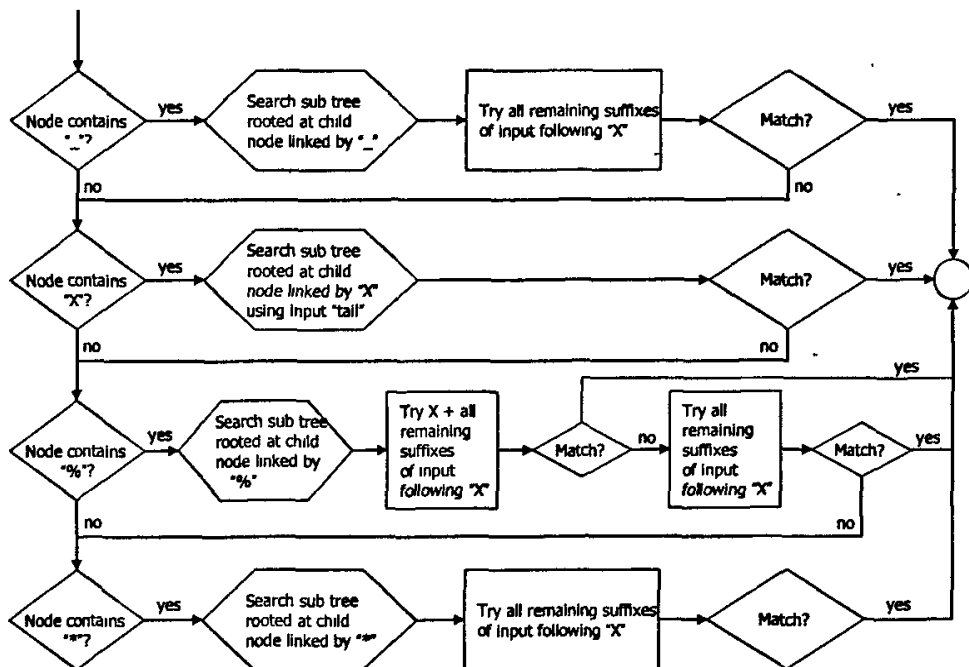 Node contains
"_"?
yes
Search sub tree
rooted at child
node linked by "_"
Try all remaining suffixes
of input following "X"
Match?
yes
no
no
Node contains
"X"?
yes
Search sub tree
rooted at child
node linked by "X"
using input "tail"
Match?
yes
no
no
Node contains
"%"?
yes
Search sub tree
rooted at child
node linked by
"%"
Try X + all
remaining
suffixes
of input
following "X"
Match?
yes
no
Try all
remaining
suffixes
of input
following "X"
Match?
yes
no
no
Node contains
"*"?
yes
Search sub tree
rooted at child
node linked by "*"
Try all remaining suffixes
of input following "X"
Match?
yes